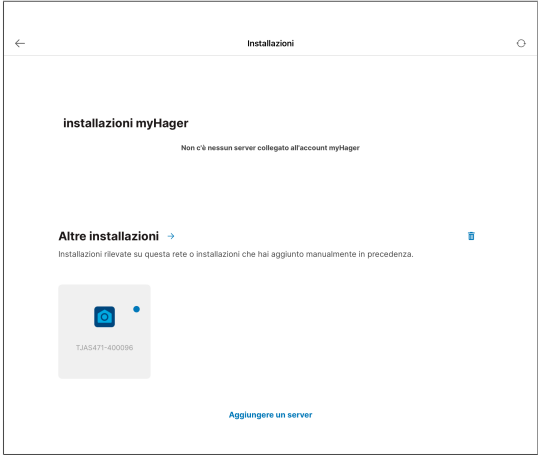 Installazioni
installazioni myHager
Non c'è nessun server collegato all'account myHager
Altre installazioni
Installazioni rilevate su questa rete o installazioni che hai aggiunto manualmente in precedenza.
TJA5471-400096
Aggiungere un server